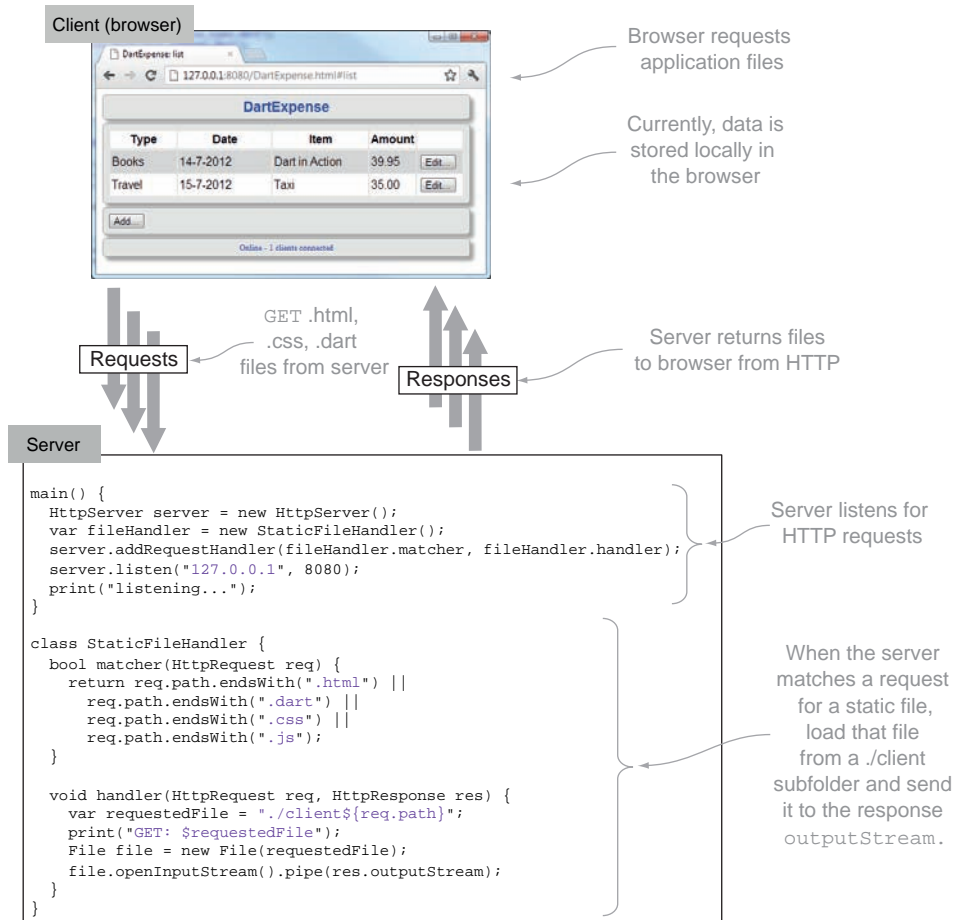 Client (browser)
DartExpense: list
127.0.0.1:8080/DartExpense.html#list
DartExpense
Type Date Item Amount
Books 14-7-2012 Dart in Action 39.95 Edit...
Travel 15-7-2012 Taxi 35.00 Edit...
Add...
Online - 1 clients connected
Browser requests
application files
Currently, data is
stored locally in
the browser
Requests
GET .html,
.css, .dart
files from server
Responses
Server returns files
to browser from HTTP
Server
main() {
HttpServer server = new HttpServer();
var fileHandler = new StaticFileHandler();
server.addRequestHandler(fileHandler.matcher, fileHandler.handler);
server.listen("127.0.0.1", 8080);
print("listening...");
}
Server listens for
HTTP requests
class StaticFileHandler {
bool matcher(HttpRequest req) {
return req.path.endsWith(".html") ||
req.path.endsWith(".dart") ||
req.path.endsWith(".css") ||
req.path.endsWith(".js");
}
void handler(HttpRequest req, HttpResponse res) {
var requestedFile = "./client${req.path}";
print("GET: $requestedFile");
File file = new File(requestedFile);
file.openInputStream().pipe(res.outputStream);
}
}
When the server
matches a request
for a static file,
load that file
from a ./client
subfolder and send
it to the response
outputStream.